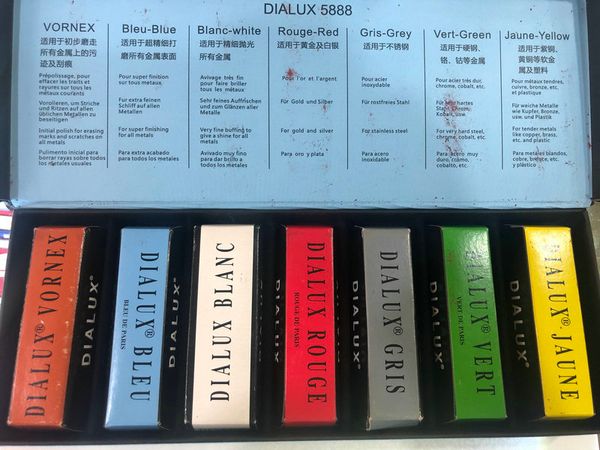 DIALUX 5888
VORNEX
适用于初步磨走
所有金属上的污
迹及刮痕
Prépolissage, pour
effacer les traits et
rayures sur tous les
métaux courants
Vorolieren, um Striche
und Ritzen auf allen
üblichen Metallen zu
beseitigen
Initial polish for erasing
marks and scratches on
all metals
Pulimento inicial para
borrar rayas sobre todos
los metales usuales
Bleu-Blue
适用于超精细打
磨所有金属表面
Pour super finition
sur tous métaux
Für extra feinen
Schliff auf allen
Metallen
For super finishing
for all metals
Para extra acabado
para todos los metales
Blanc-white
适用于精细抛光
所有金属
Avivage très fin
pour faire briller
tous les métaux
Sehr feines Auffrischen
und zum Glänzen aller
Metalle
Very fine buffing to
give a shine for all
metals
Avivado muy fino
para dar brillo a
todos los metales
Rouge-Red
适用于黄金及白银
Pour l'or et l'argent
Für Gold und Silber
For gold and silver
Para oro y plata
Gris-Grey
适用于不锈钢
Pour acier
inoxydable
Für rostfreies Stahl
For stainless steel
Para acero
inoxidable
Vert-Green
适用于硬钢、
铬、钴等金属
Pour acier très dur,
chrome, cobalt, etc.
Für sehr hartes
Stahl, Chrom,
Kobalt, usw.
For very hard steel,
chrome, cobalt, etc.
Para acero muy
duro, cromo,
cobalto, etc.
Jaune-Yellow
适用于紫铜,
黄铜等软金
属及塑料
Pour métaux tendres,
cuivre, bronze, etc.
et plastique
Für weiche Metalle
wie Kupfer, Bronze,
usw. und Plastik
For tender metals
like copper, brass,
etc. and plastic
Para metales blandos,
cobre, bronce, etc.
y plástico
DIALUX® VORNEX
DIALUX®
DIALUX® BLEU
BLEU DE PARIS
DIALUX®
DIALUX BLANC
DIALUX
DIALUX ROUGE
ROUGE DE PARIS
DIALUX
DIALUX® GRIS
DIALUX®
DIALUX® VERT
VERT DE PARIS
DIALUX®
DIALUX® JAUNE